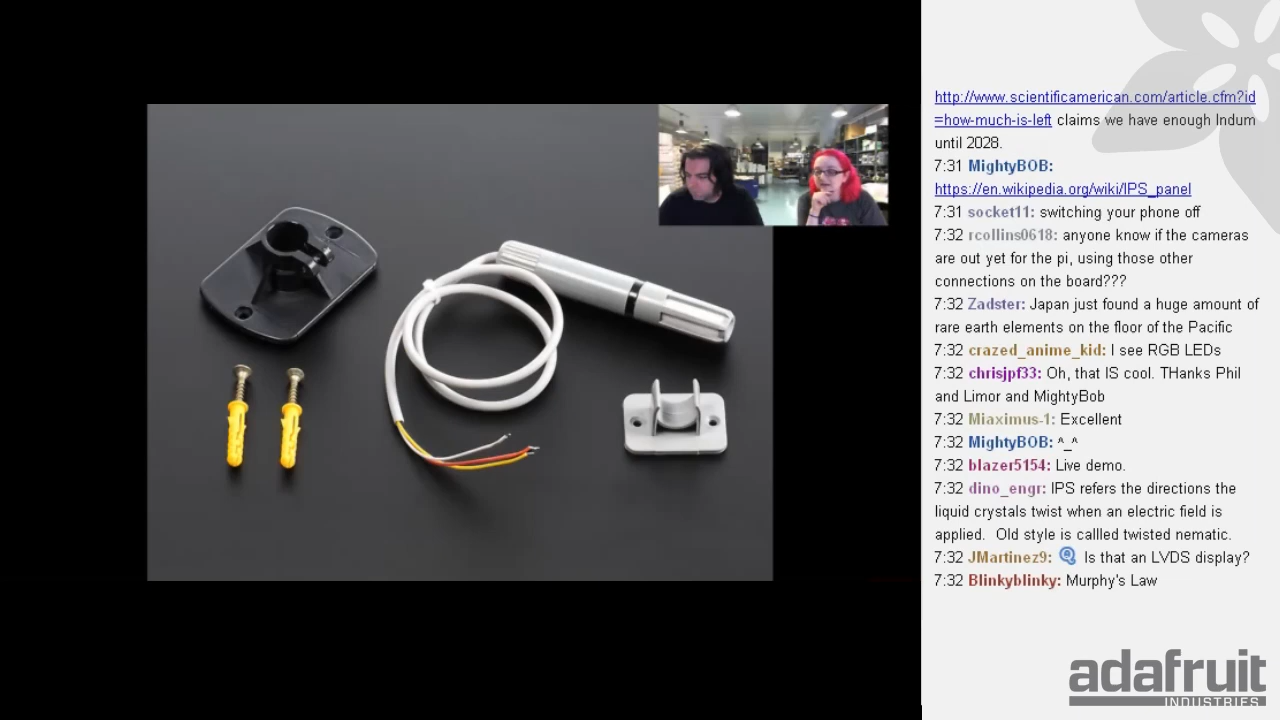 http://www.scientificamerican.com/article.cfm?id
=how-much-is-left claims we have enough Indum
until 2028.
7:31 MightyBOB:
https://en.wikipedia.org/wiki/IPS_panel
7:31 socket11: switching your phone off
7:32 rcollins0618: anyone know if the cameras
are out yet for the pi, using those other
connections on the board???
7:32 Zadster: Japan just found a huge amount of
rare earth elements on the floor of the Pacific
7:32 crazed_anime_kid: I see RGB LEDs
7:32 chrisjpf33: Oh, that IS cool. THanks Phil
and Limor and MightyBob
7:32 Miaximus-1: Excellent
7:32 MightyBOB: ^_^
7:32 blazer5154: Live demo.
7:32 dino_engr: IPS refers the directions the
liquid crystals twist when an electric field is
applied. Old style is callled twisted nematic.
7:32 JMartinez9: Is that an LVDS display?
7:32 Blinkyblinky: Murphy's Law
adafruit
INDUSTRIES